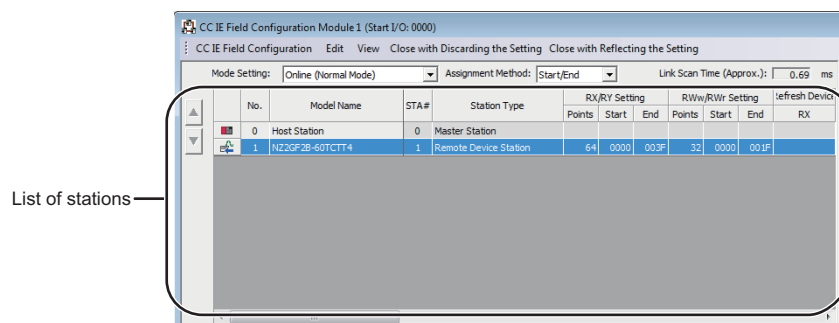 CC IE Field Configuration Module 1 (Start I/O: 0000)
CC IE Field Configuration Edit View Close with Discarding the Setting Close with Reflecting the Setting
Mode Setting: Online (Normal Mode) Assignment Method: Start/End Link Scan Time (Approx.): 0.69 ms
No. Model Name STA# Station Type RX/RY Setting RWw/RWr Setting Refresh Device
Points Start End Points Start End RX
0 Host Station 0 Master Station
1 NZ2GF2B-60TCTT4 1 Remote Device Station 64 0000 003F 32 0000 001F
List of stations